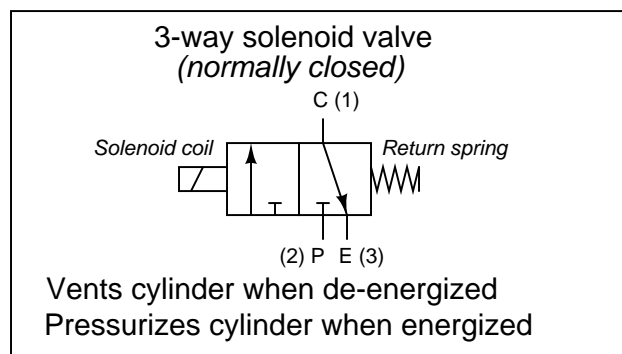 3-way solenoid valve
(normally closed)
C (1)
Solenoid coil
Return spring
(2) P E (3)
Vents cylinder when de-energized
Pressurizes cylinder when energized